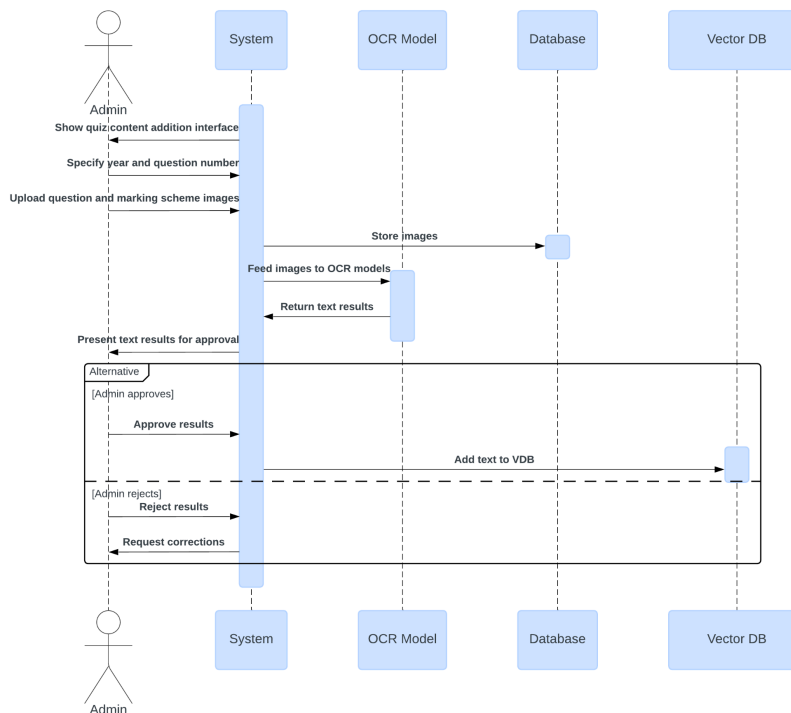 System
OCR Model
Database
Vector DB
Admin
Show quiz content addition interface
Specify year and question number
Upload question and marking scheme images
Store images
Feed images to OCR models
Return text results
Present text results for approval
Alternative
[Admin approves]
Approve results
Add text to VDB
[Admin rejects]
Reject results
Request corrections
System
OCR Model
Database
Vector DB
Admin